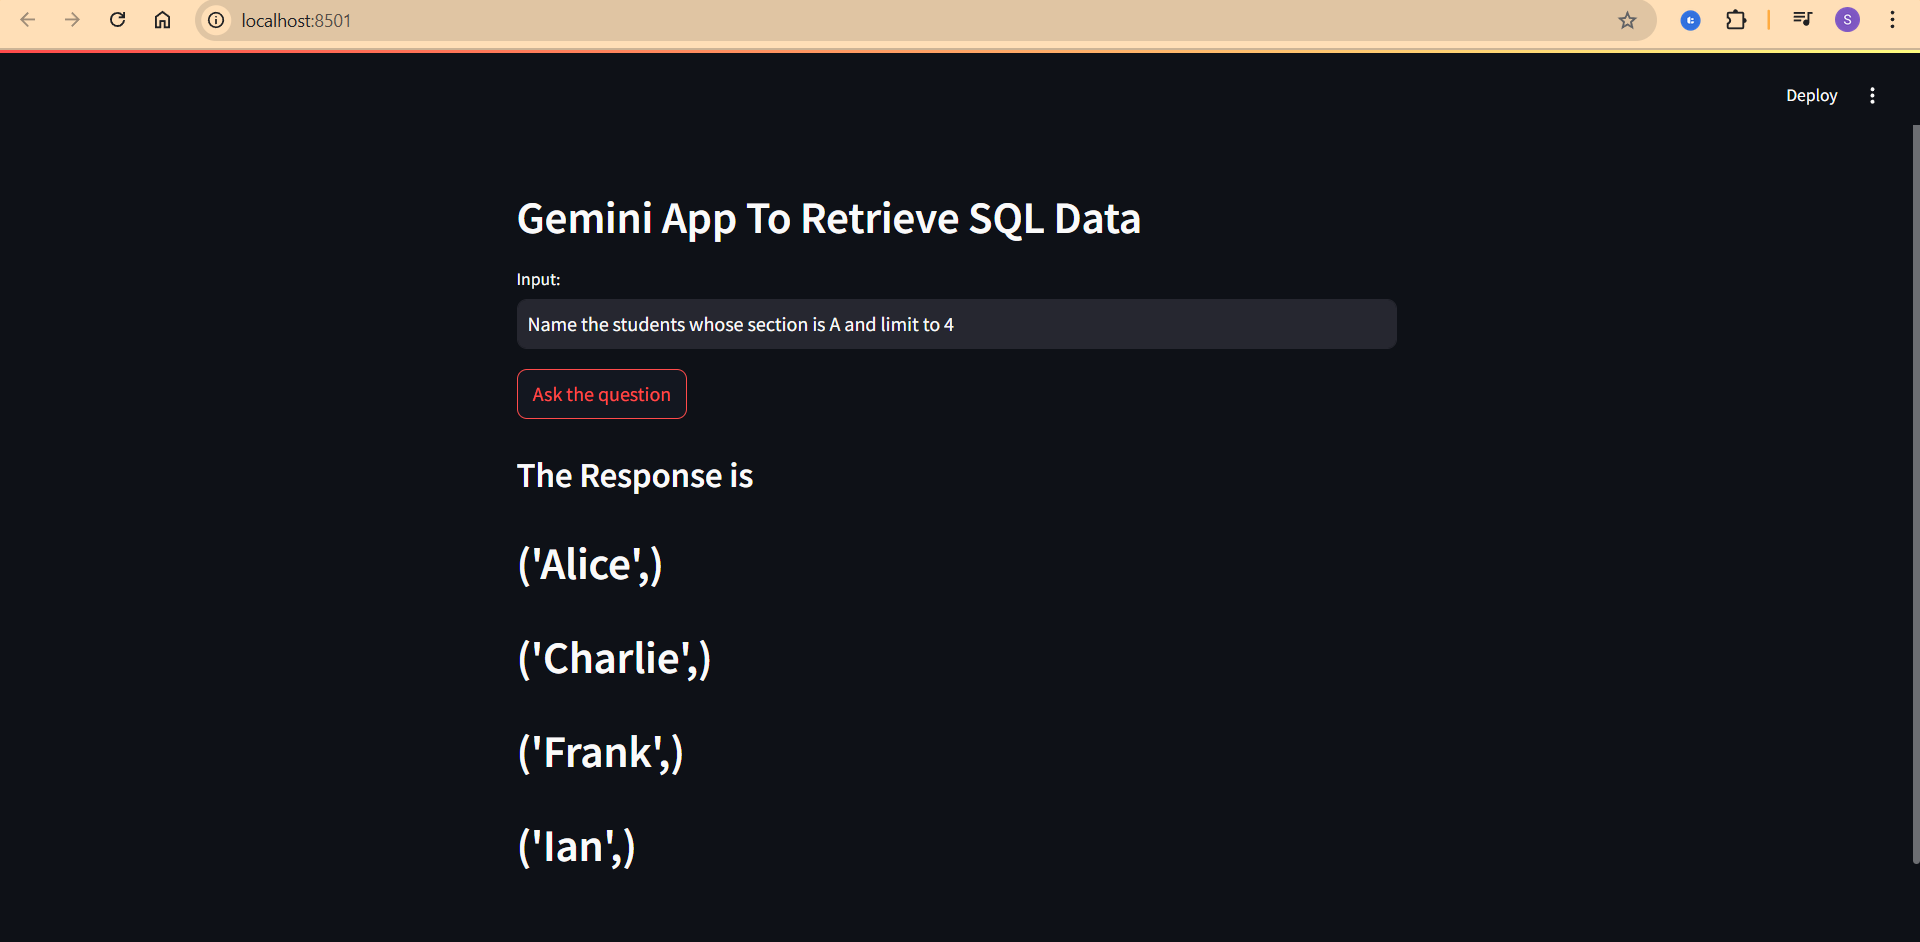 localhost:8501
S
Deploy
Gemini App To Retrieve SQL Data
Input:
Name the students whose section is A and limit to 4
Ask the question
The Response is
('Alice',)
('Charlie',)
('Frank',)
('Ian',)